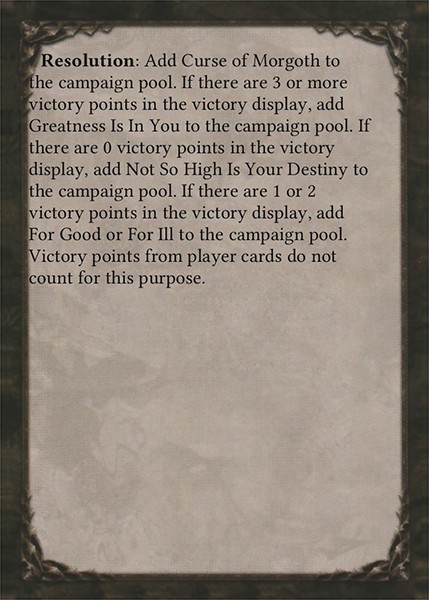 Resolution: Add Curse of Morgoth to
the campaign pool. If there are 3 or more
victory points in the victory display, add
Greatness Is In You to the campaign pool. If
there are 0 victory points in the victory
display, add Not So High Is Your Destiny to
the campaign pool. If there are 1 or 2
victory points in the victory display, add
For Good or For Ill to the campaign pool.
Victory points from player cards do not
count for this purpose.